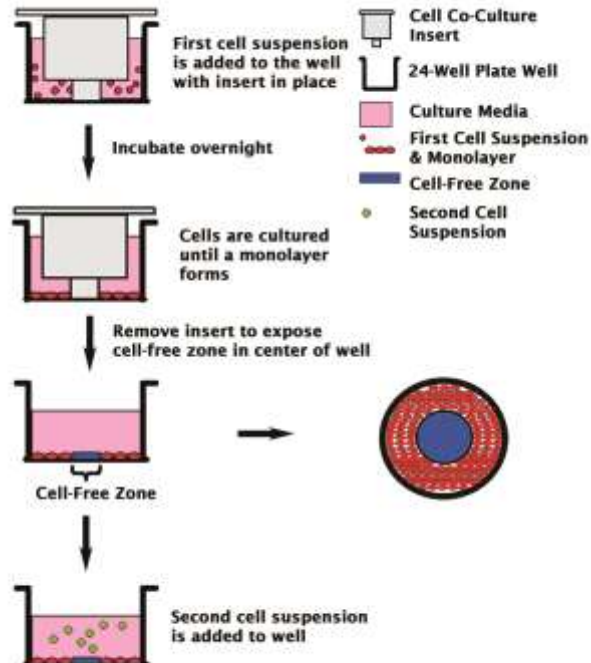 First cell suspension
is added to the well
with insert in place
Incubate overnight
Cells are cultured
until a monolayer
forms
Remove insert to expose
cell-free zone in center of well
Cell-Free Zone
Second cell suspension
is added to well
Cell Co-Culture
Insert
24-Well Plate Well
Culture Media
First Cell Suspension
& Monolayer
Cell-Free Zone
Second Cell
Suspension